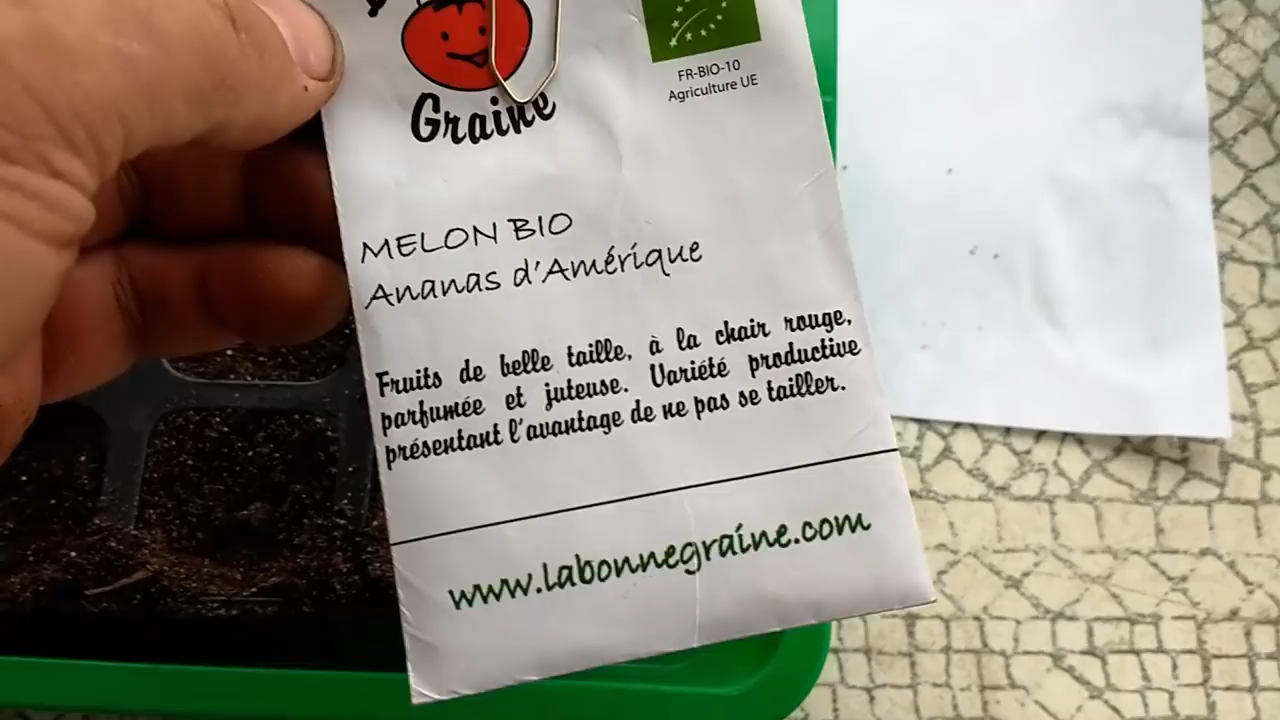 Graine
FR-BIO-10
Agriculture UE
MELON BIO
Ananas d'Amérique
Fruits de belle taille, à la chair rouge,
parfumée et juteuse. Variété productive
présentant l'avantage de ne pas se tailler.
www.labonnegraine.com